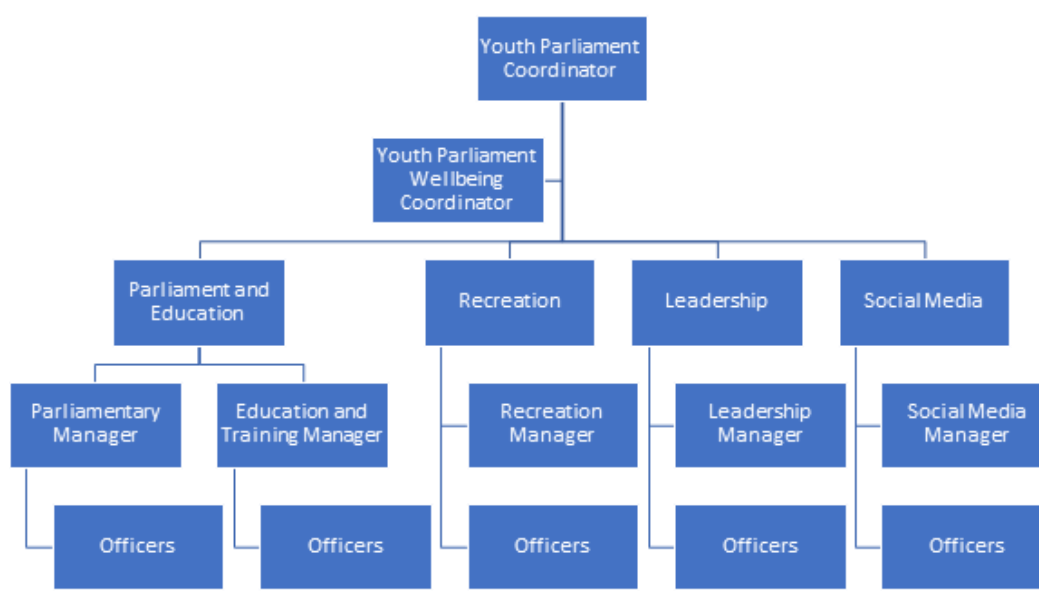 Youth Parliament
Coordinator
Youth Parliament
Wellbeing
Coordinator
Parliament and
Education
Recreation
Leadership
Social Media
Parliamentary
Manager
Education and
Training Manager
Recreation
Manager
Leadership
Manager
Social Media
Manager
Officers
Officers
Officers
Officers
Officers